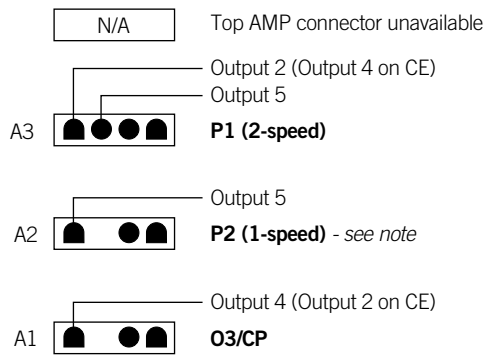 N/A Top AMP connector unavailable
Output 2 (Output 4 on CE)
Output 5
A3 P1 (2-speed)
Output 5
A2 P2 (1-speed) - see note
Output 4 (Output 2 on CE)
A1 O3/CP